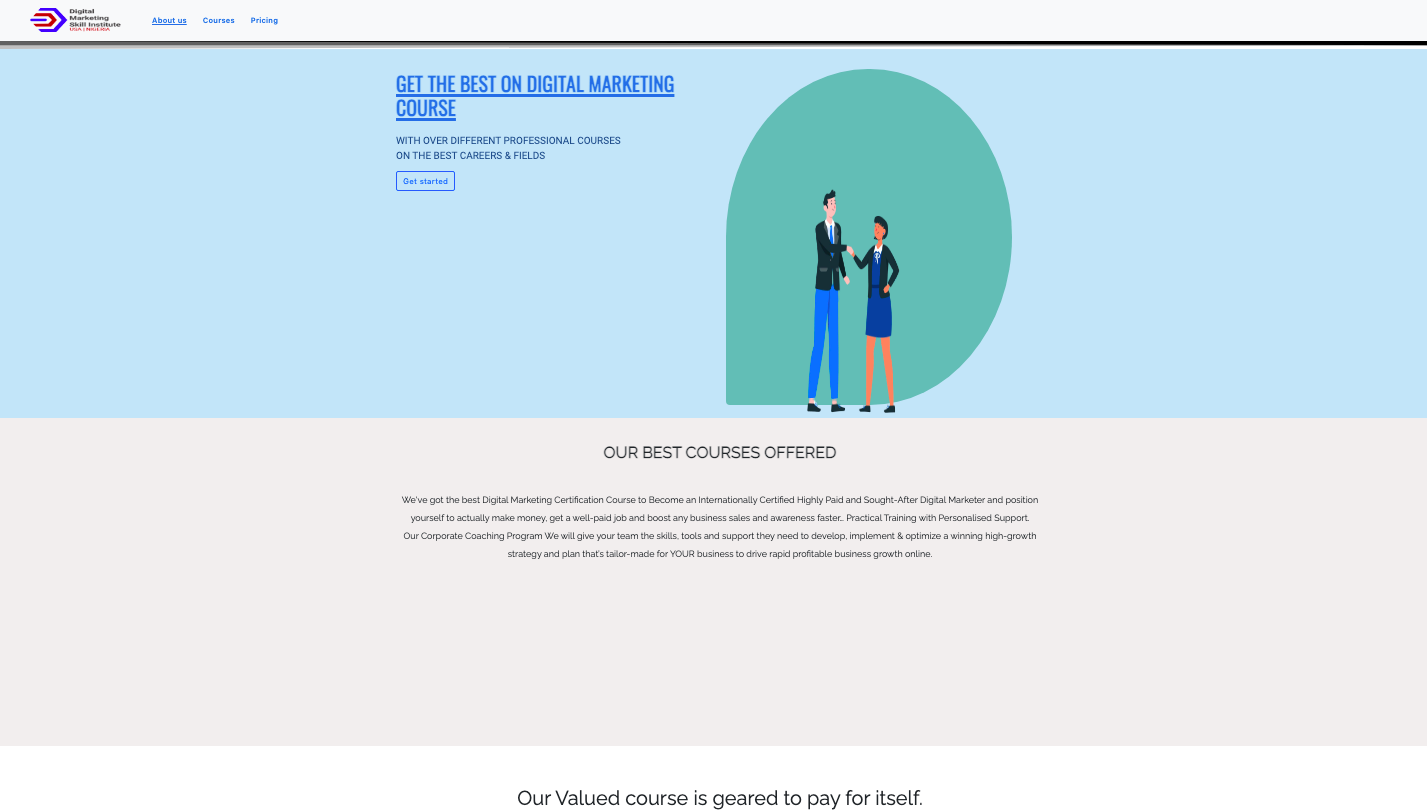 Digital
Marketing
Skill Institute
USA | NIGERIA
About us
Courses
Pricing
GET THE BEST ON DIGITAL MARKETING
COURSE
WITH OVER DIFFERENT PROFESSIONAL COURSES
ON THE BEST CAREERS & FIELDS
Get started
OUR BEST COURSES OFFERED
We've got the best Digital Marketing Certification Course to Become an Internationally Certified Highly Paid and Sought-After Digital Marketer and position
yourself to actually make money, get a well-paid job and boost any business sales and awareness faster... Practical Training with Personalised Support.
Our Corporate Coaching Program We will give your team the skills, tools and support they need to develop, implement & optimize a winning high-growth
strategy and plan that's tailor-made for YOUR business to drive rapid profitable business growth online.
Our Valued course is geared to pay for itself.